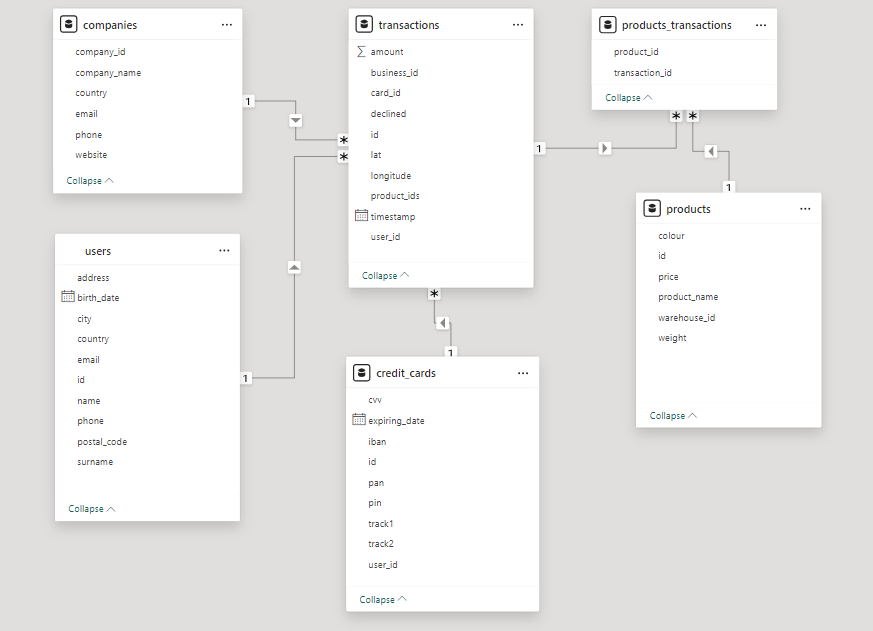 companies
company_id
company_name
country
email
phone
website
Collapse
transactions
amount
business_id
card_id
declined
id
lat
longitude
product_ids
timestamp
user_id
Collapse
products_transactions
product_id
transaction_id
Collapse
1
*
*
1
*
*
1
users
address
birth_date
city
country
email
id
name
phone
postal_code
surname
Collapse
1
*
1
credit_cards
cvv
expiring_date
iban
id
pan
pin
track1
track2
user_id
Collapse
products
colour
id
price
product_name
warehouse_id
weight
Collapse